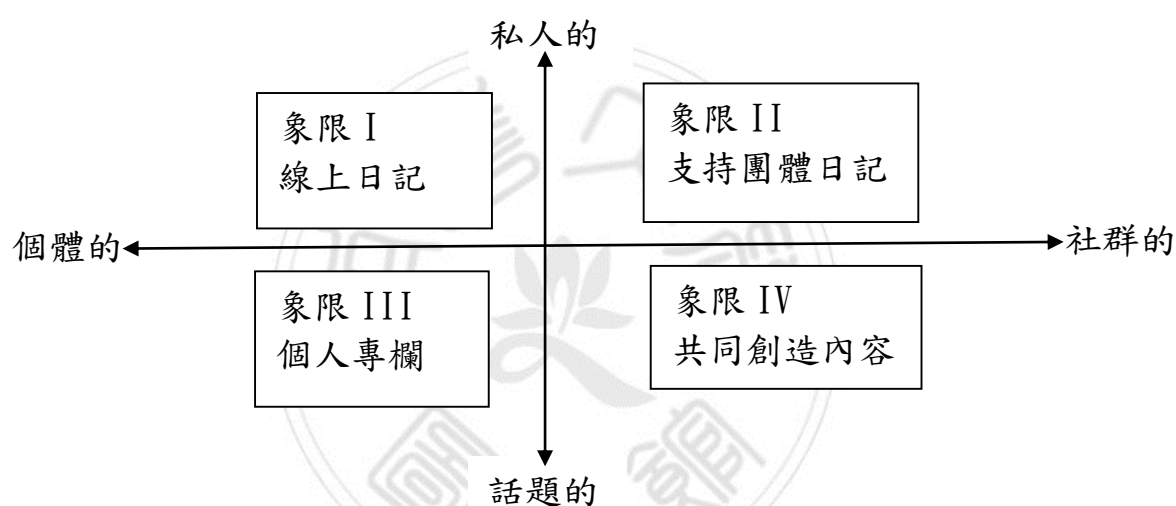 私人的
象限 I
線上日記
象限 II
支持團體日記
個體的
社群的
象限 III
個人專欄
象限 IV
共同創造內容
話題的